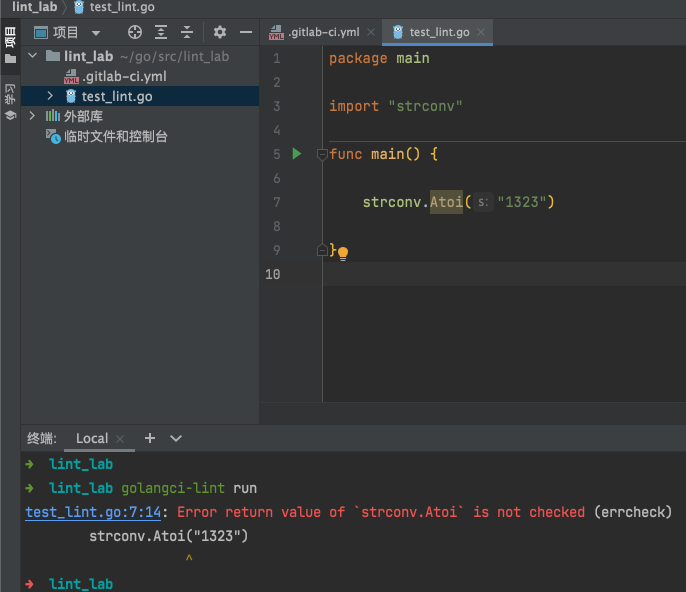 lint_lab test_lint.go
项目
.gitlab-ci.yml
test_lint.go
项目
学习
lint_lab ~/go/src/lint_lab
YML .gitlab-ci.yml
test_lint.go
外部库
临时文件和控制台
1 package main
2
3 import "strconv"
4
5 func main() {
6
7 strconv.Atoi( s: "1323")
8
9 }
10
终端: Local
→ lint_lab
→ lint_lab golangci-lint run
test_lint.go:7:14: Error return value of `strconv.Atoi` is not checked (errcheck)
strconv.Atoi("1323")
^
→ lint_lab